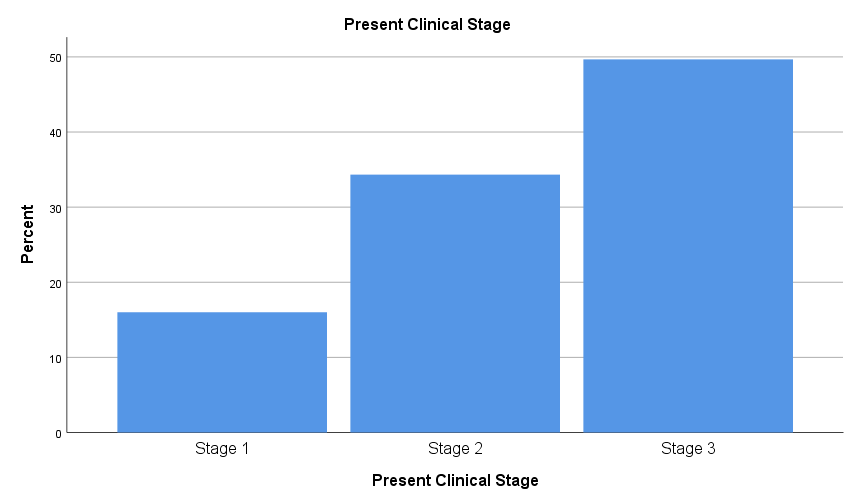 Present Clinical Stage
Percent
50
40
30
20
10
0
Stage 1
Stage 2
Stage 3
Present Clinical Stage